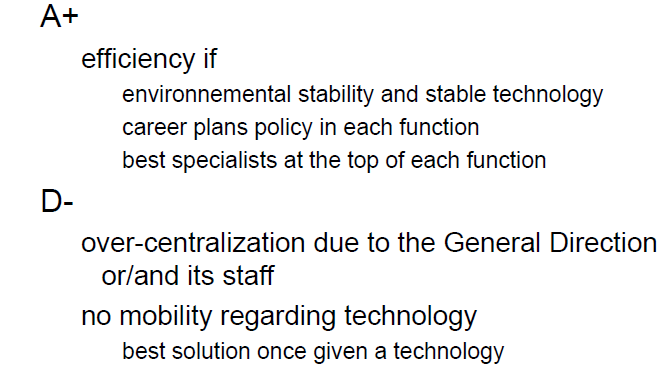 A+
efficiency if
environnemental stability and stable technology
career plans policy in each function
best specialists at the top of each function
D-
over-centralization due to the General Direction
or/and its staff
no mobility regarding technology
best solution once given a technology